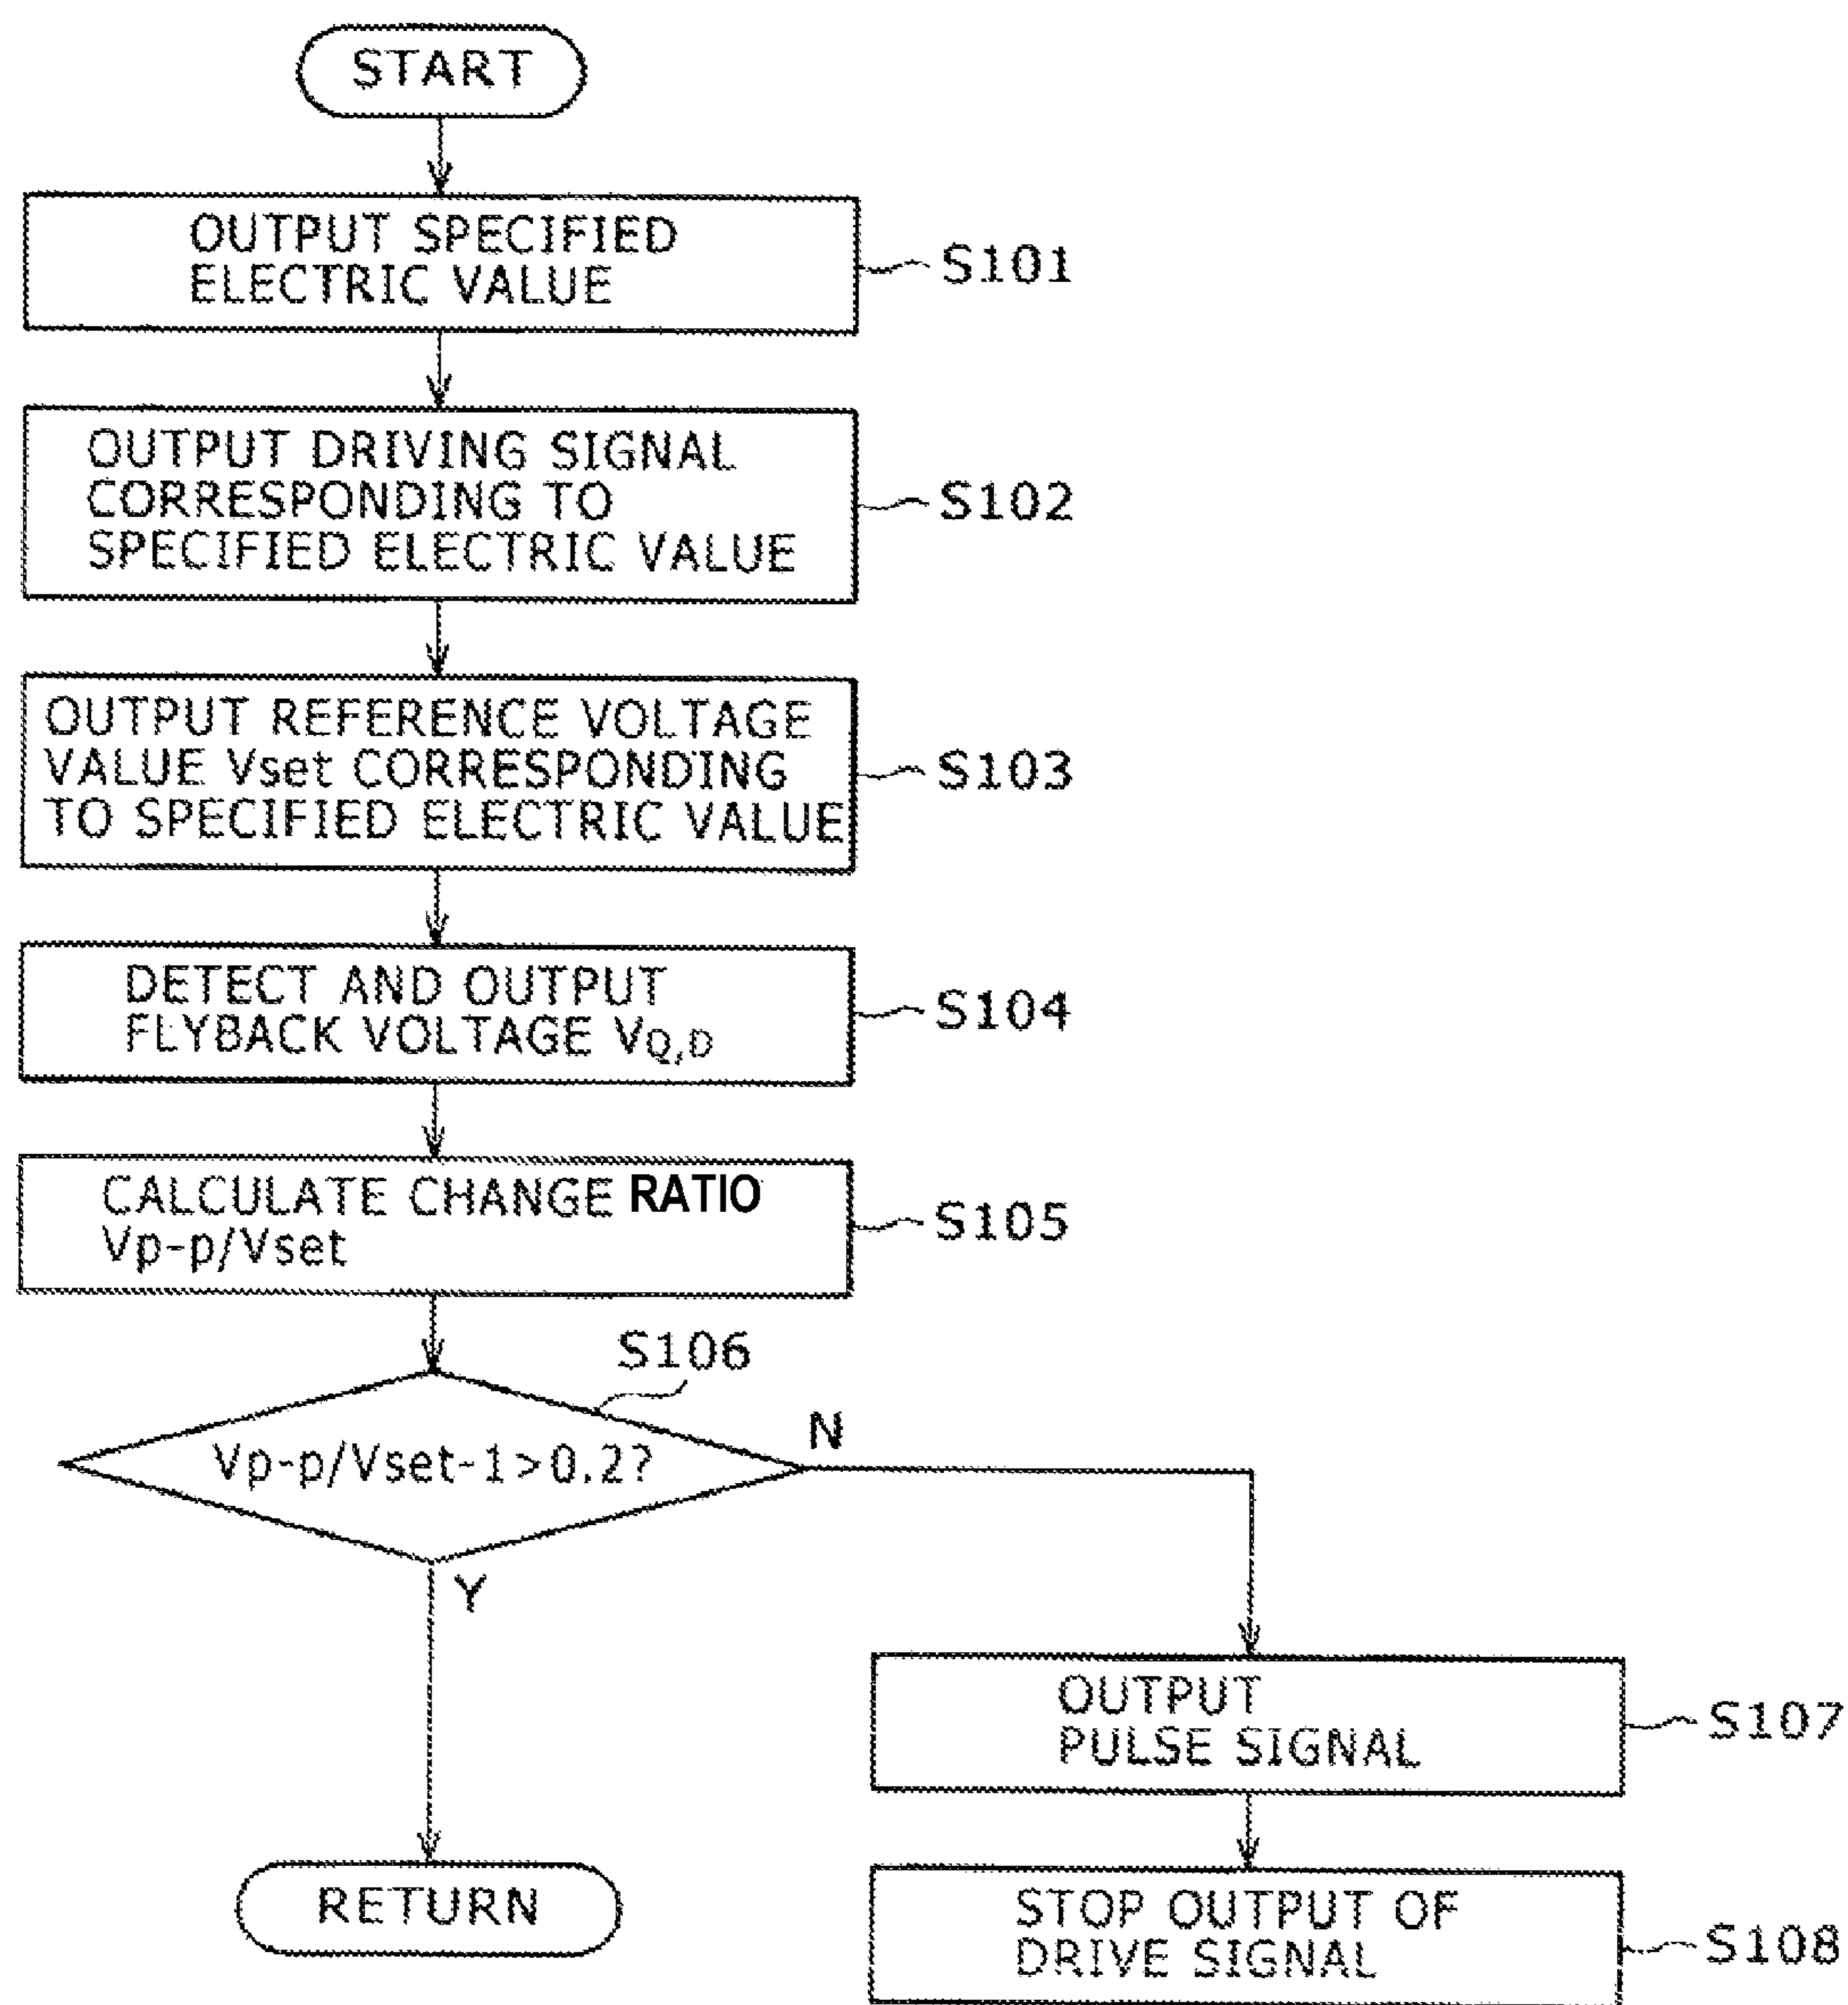 START
OUTPUT SPECIFIED
ELECTRIC VALUE
S101
OUTPUT DRIVING SIGNAL
CORRESPONDING TO
SPECIFIED ELECTRIC VALUE
S102
OUTPUT REFERENCE VOLTAGE
VALUE Vset CORRESPONDING
TO SPECIFIED ELECTRIC VALUE
S103
DETECT AND OUTPUT
FLYBACK VOLTAGE VQ,D
S104
CALCULATE CHANGE RATIO
Vp-p/Vset
S105
S106
Vp-p/Vset-1>0.2?
N
Y
OUTPUT
PULSE SIGNAL
S107
RETURN
STOP OUTPUT OF
DRIVE SIGNAL
S108